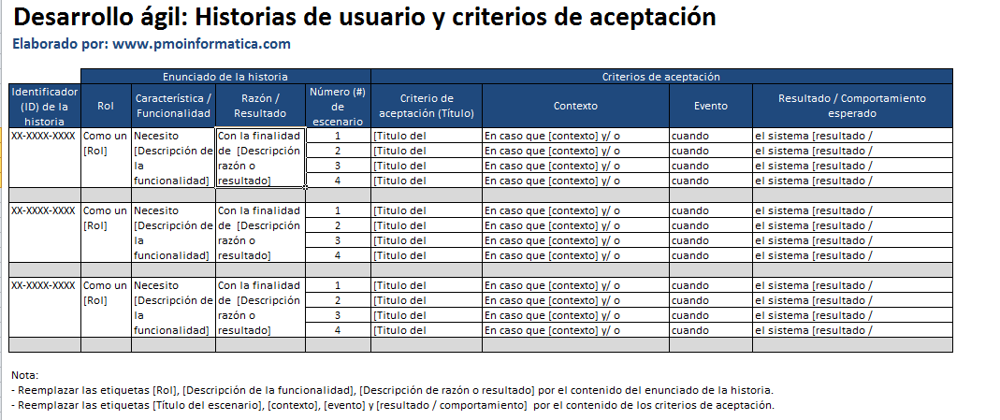 Desarrollo ágil: Historias de usuario y criterios de aceptación
Elaborado por: www.pmoinformatica.com
Enunciado de la historia Criterios de aceptación
Identificador (ID) de la historia Rol Característica / Funcionalidad Razón / Resultado Número (#) de escenario Criterio de aceptación (Título) Contexto Evento Resultado / Comportamiento esperado
XX-XXXX-XXXX Como un Necesito Con la finalidad 1 [Titulo del En caso que [contexto] y/ o cuando el sistema [resultado /
[Rol] [Descripción de de [Descripción 2 [Titulo del En caso que [contexto] y/ o cuando el sistema [resultado /
la razón o 3 [Titulo del En caso que [contexto] y/ o cuando el sistema [resultado /
funcionalidad] resultado] 4 [Titulo del En caso que [contexto] y/ o cuando el sistema [resultado /
XX-XXXX-XXXX Como un Necesito Con la finalidad 1 [Titulo del En caso que [contexto] y/ o cuando el sistema [resultado /
[Rol] [Descripción de de [Descripción 2 [Titulo del En caso que [contexto] y/ o cuando el sistema [resultado /
la razón o 3 [Titulo del En caso que [contexto] y/ o cuando el sistema [resultado /
funcionalidad] resultado] 4 [Titulo del En caso que [contexto] y/ o cuando el sistema [resultado /
XX-XXXX-XXXX Como un Necesito Con la finalidad 1 [Titulo del En caso que [contexto] y/ o cuando el sistema [resultado /
[Rol] [Descripción de de [Descripción 2 [Titulo del En caso que [contexto] y/ o cuando el sistema [resultado /
la razón o 3 [Titulo del En caso que [contexto] y/ o cuando el sistema [resultado /
funcionalidad] resultado] 4 [Titulo del En caso que [contexto] y/ o cuando el sistema [resultado /
Nota:
- Reemplazar las etiquetas [Rol], [Descripción de la funcionalidad], [Descripción de razón o resultado] por el contenido del enunciado de la historia.
- Reemplazar las etiquetas [Título del escenario], [contexto], [evento] y [resultado / comportamiento] por el contenido de los criterios de aceptación.